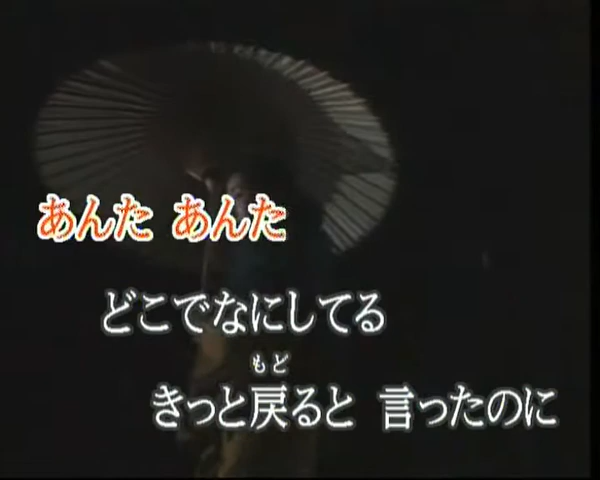 あんた あんた
どこでなにしてる
もど
きっと戻ると 言ったのに